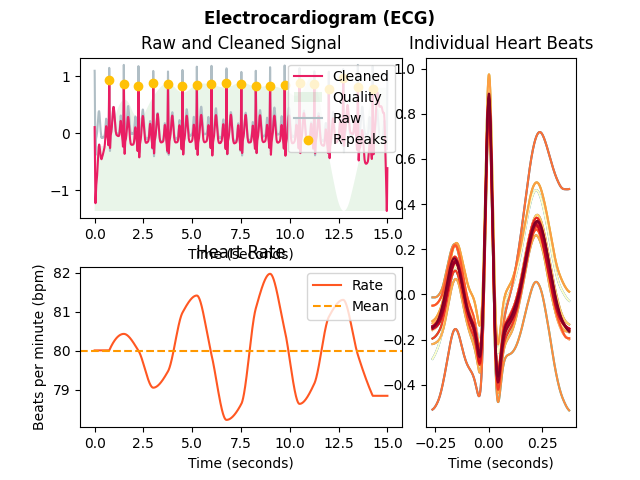 Electrocardiogram (ECG)
Raw and Cleaned Signal
1
0
−1
Cleaned
Quality
Raw
R-peaks
0.0 2.5 5.0 7.5 10.0 12.5 15.0
Time (seconds)
Heart Rate
Beats per minute (bpm)
82
81
80
79
Rate
Mean
0.0 2.5 5.0 7.5 10.0 12.5 15.0
Time (seconds)
Individual Heart Beats
1.0
0.8
0.6
0.4
0.2
0.0
−0.2
−0.4
−0.25 0.00 0.25
Time (seconds)